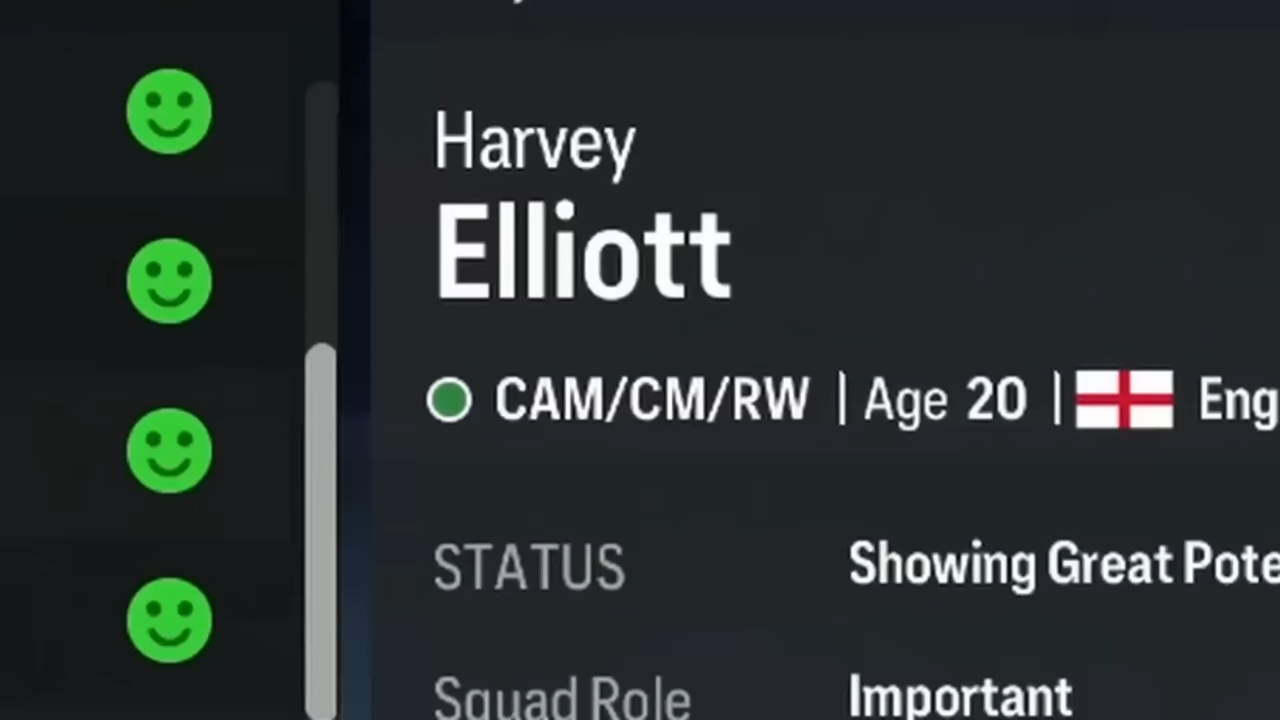 Harvey
Elliott
CAM/CM/RW | Age 20 | Eng
STATUS Showing Great Pote
Squad Role Important